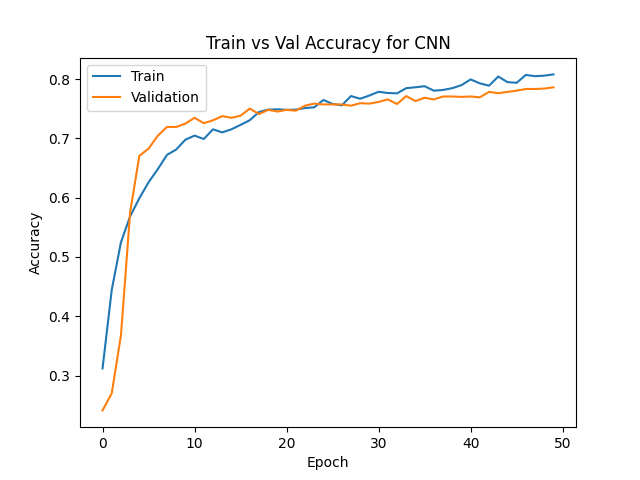 Train vs Val Accuracy for CNN
Train
Validation
0.8
0.7
0.6
0.5
0.4
0.3
Accuracy
0 10 20 30 40 50
Epoch